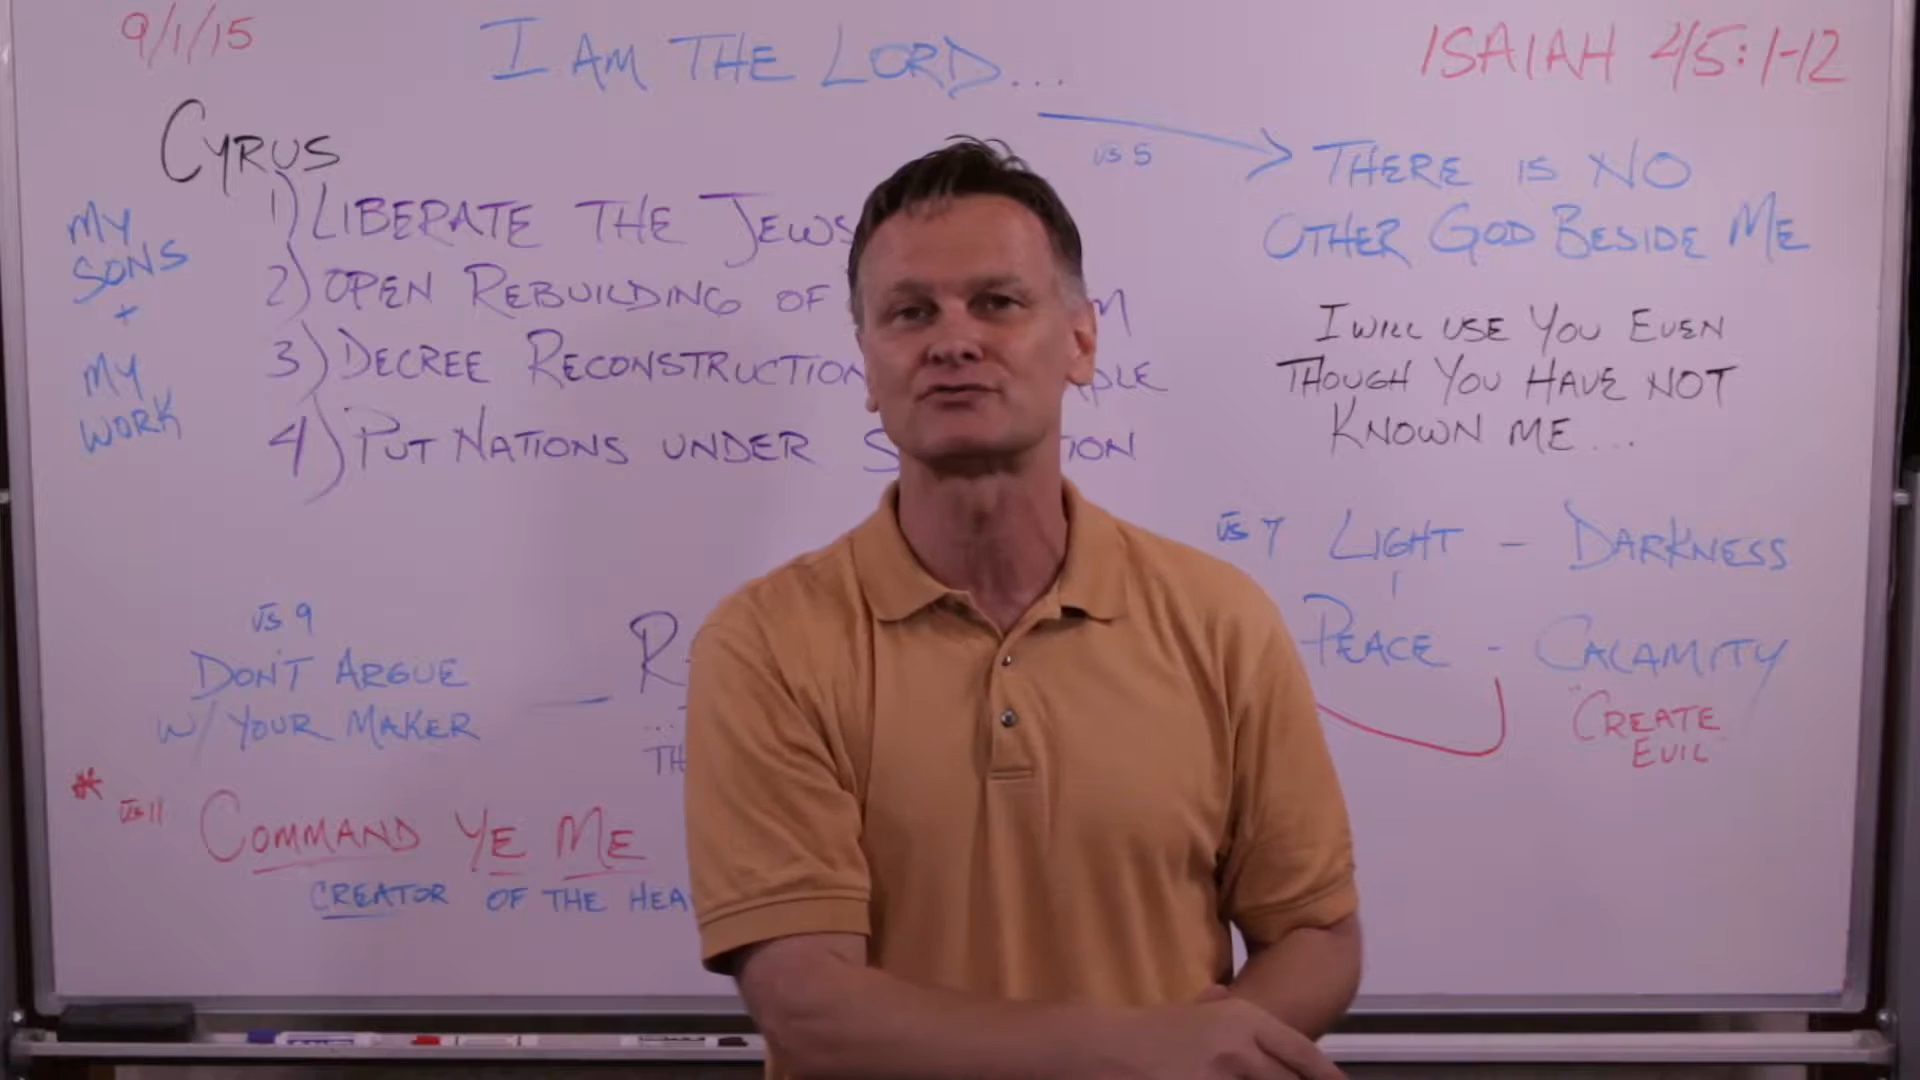 9/1/15
I AM THE LORD...
ISAIAH 45:1-12
CYRUS
1) LIBERATE THE JEWS
2) OPEN REBUILDING OF
3) DECREE RECONSTRUCTION
4) PUT NATIONS UNDER
MY
SONS
+
MY
WORK
VS 5
THERE IS NO
OTHER GOD BESIDE ME
I WILL USE YOU EVEN
THOUGH YOU HAVE NOT
KNOWN ME...
VS 7 LIGHT - DARKNESS
PEACE - CALAMITY
"CREATE
EVIL"
VS 9
DON'T ARGUE
W/ YOUR MAKER
* VS 11 COMMAND YE ME
CREATOR OF THE